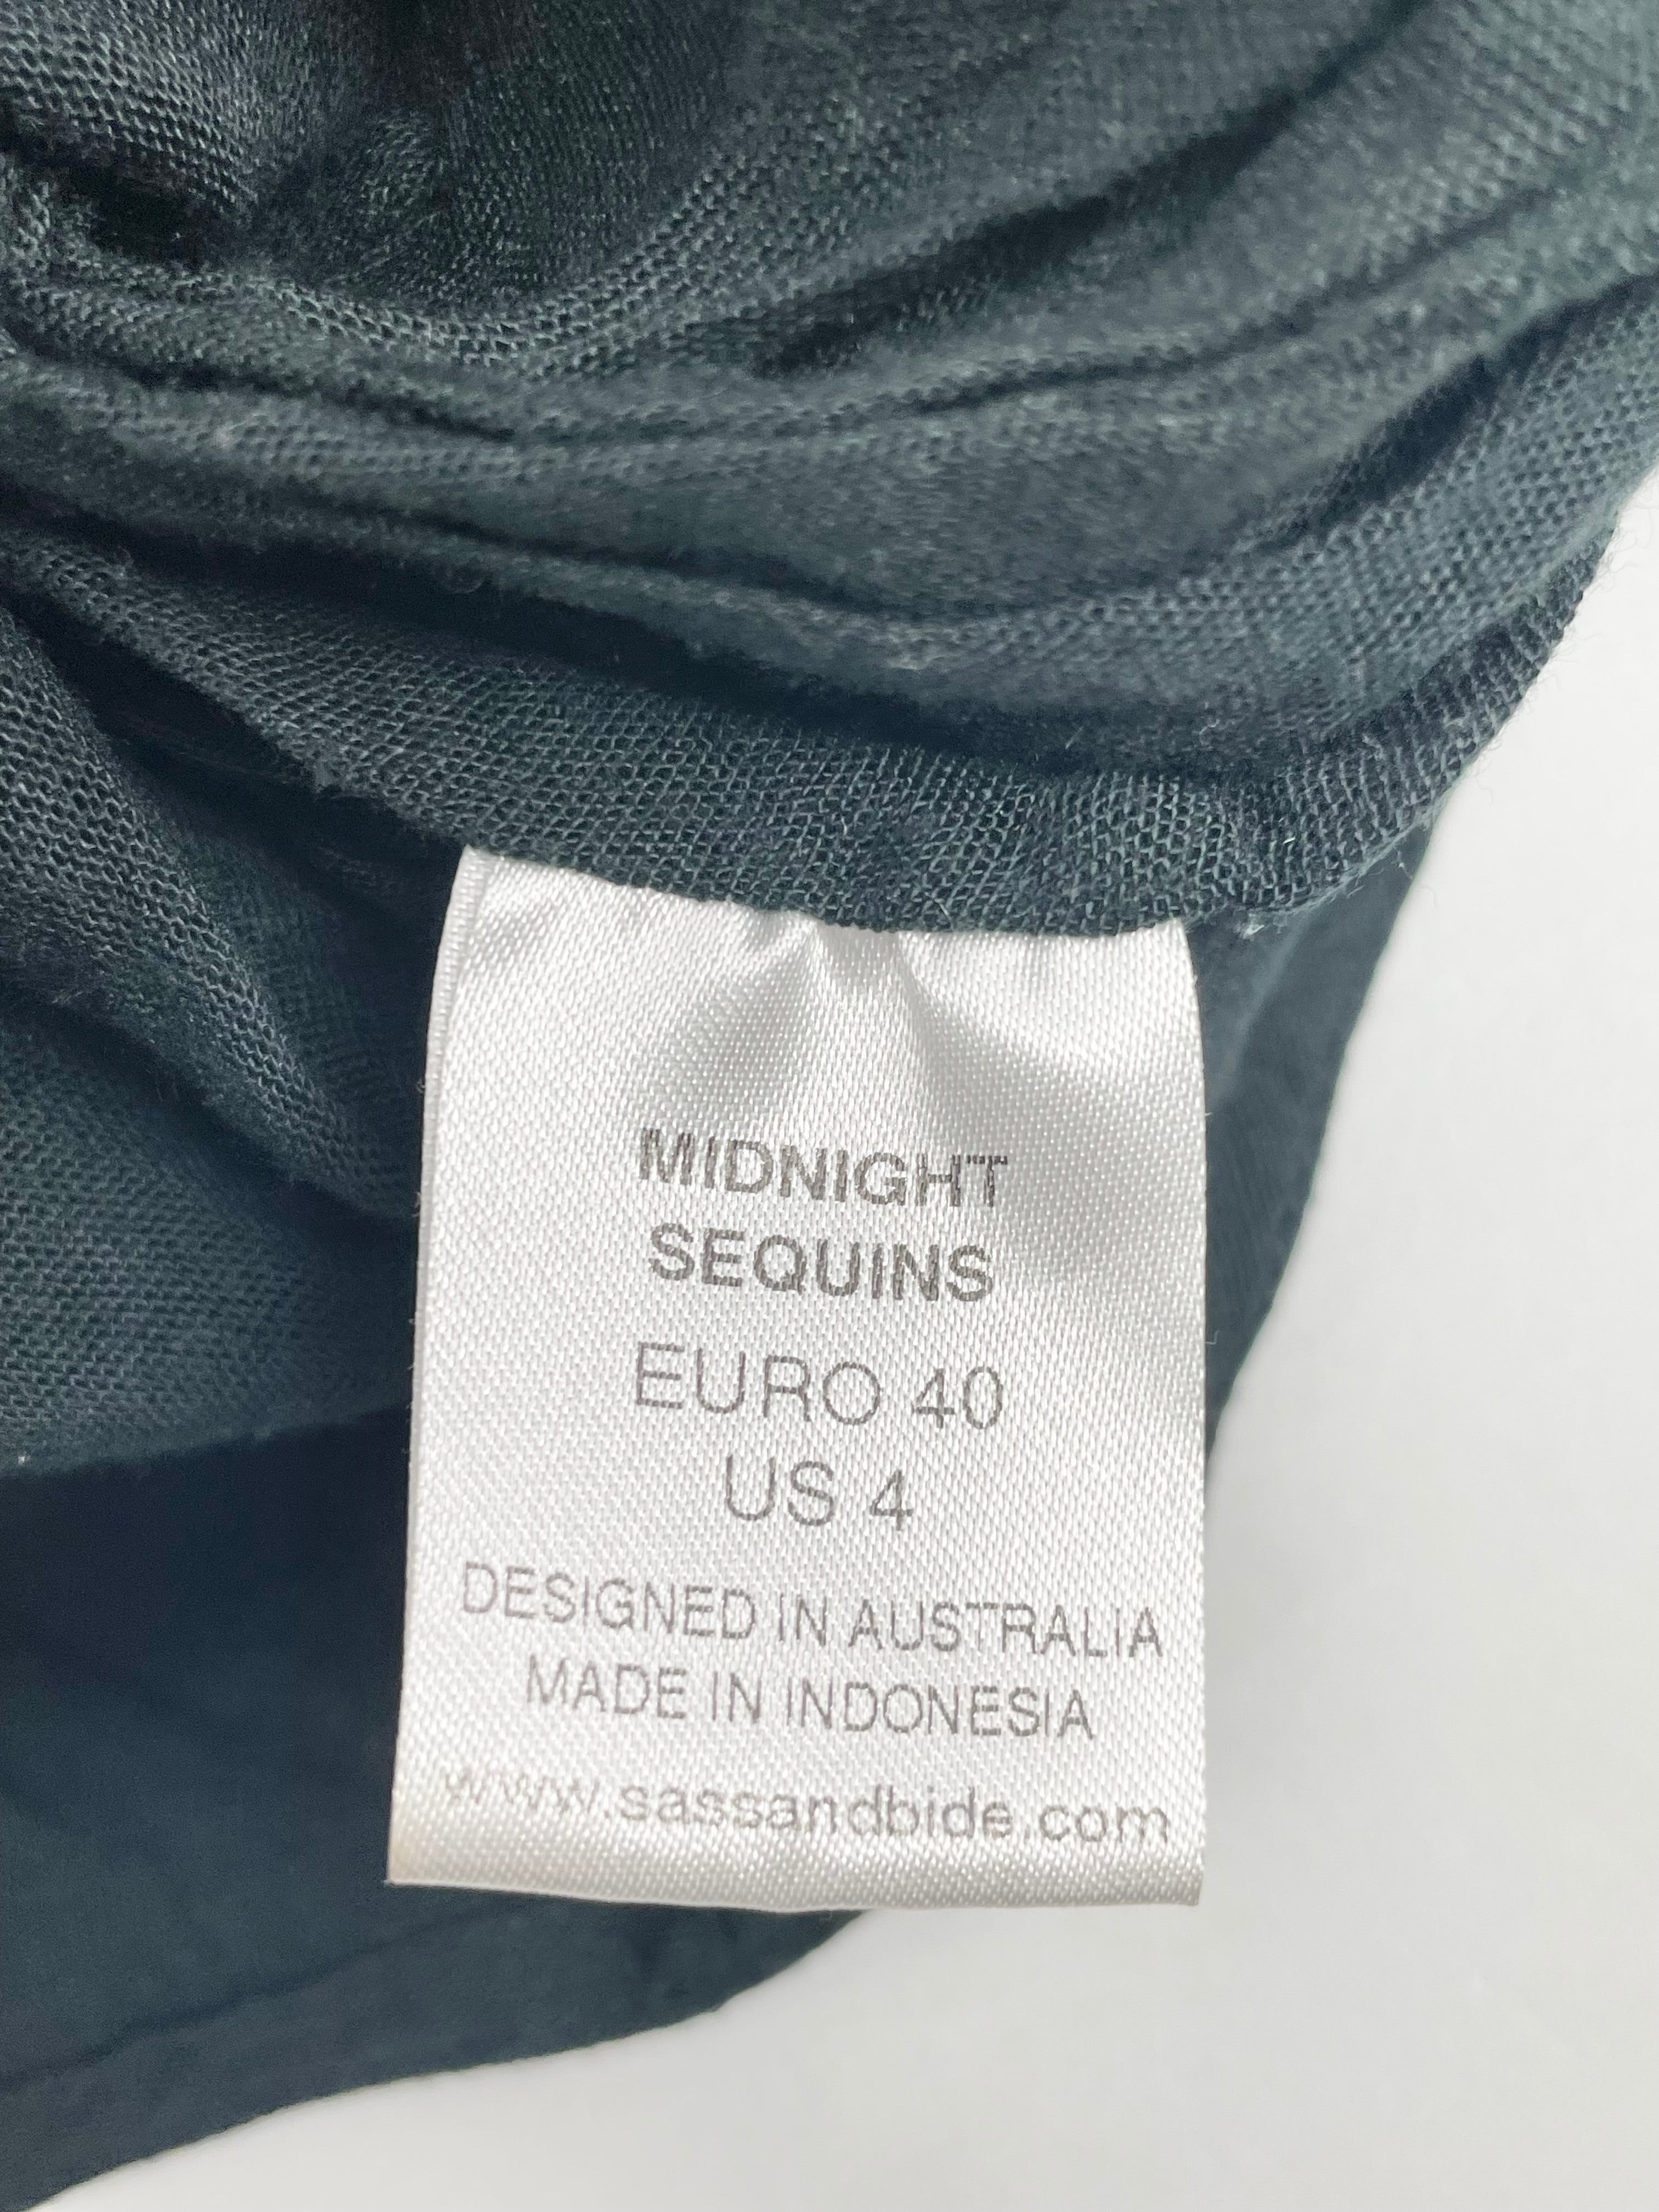 MIDNIGHT
SEQUINS
EURO 40
US 4
DESIGNED IN AUSTRALIA
MADE IN INDONESIA
www.sassandbide.com